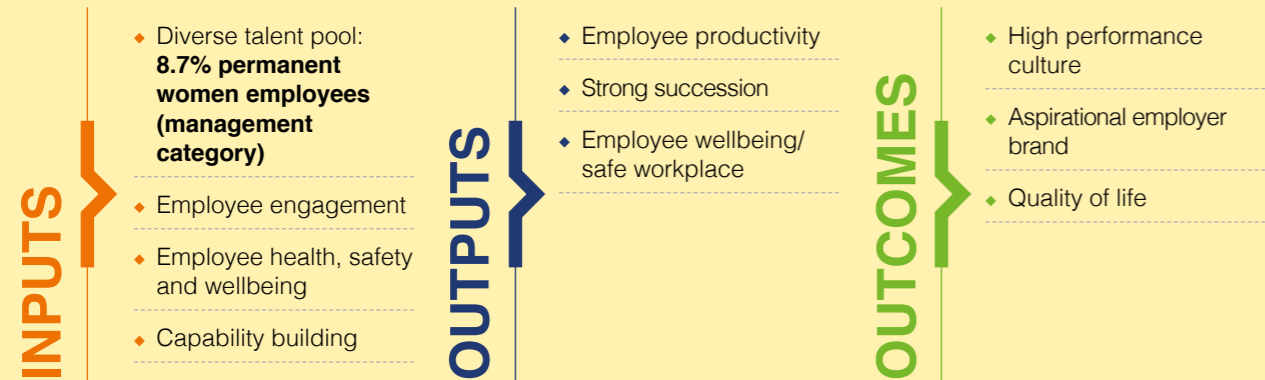 INPUTS
Diverse talent pool:
8.7% permanent
women employees
(management
category)
Employee engagement
Employee health, safety
and wellbeing
Capability building
OUTPUTS
Employee productivity
Strong succession
Employee wellbeing/
safe workplace
OUTCOMES
High performance
culture
Aspirational employer
brand
Quality of life